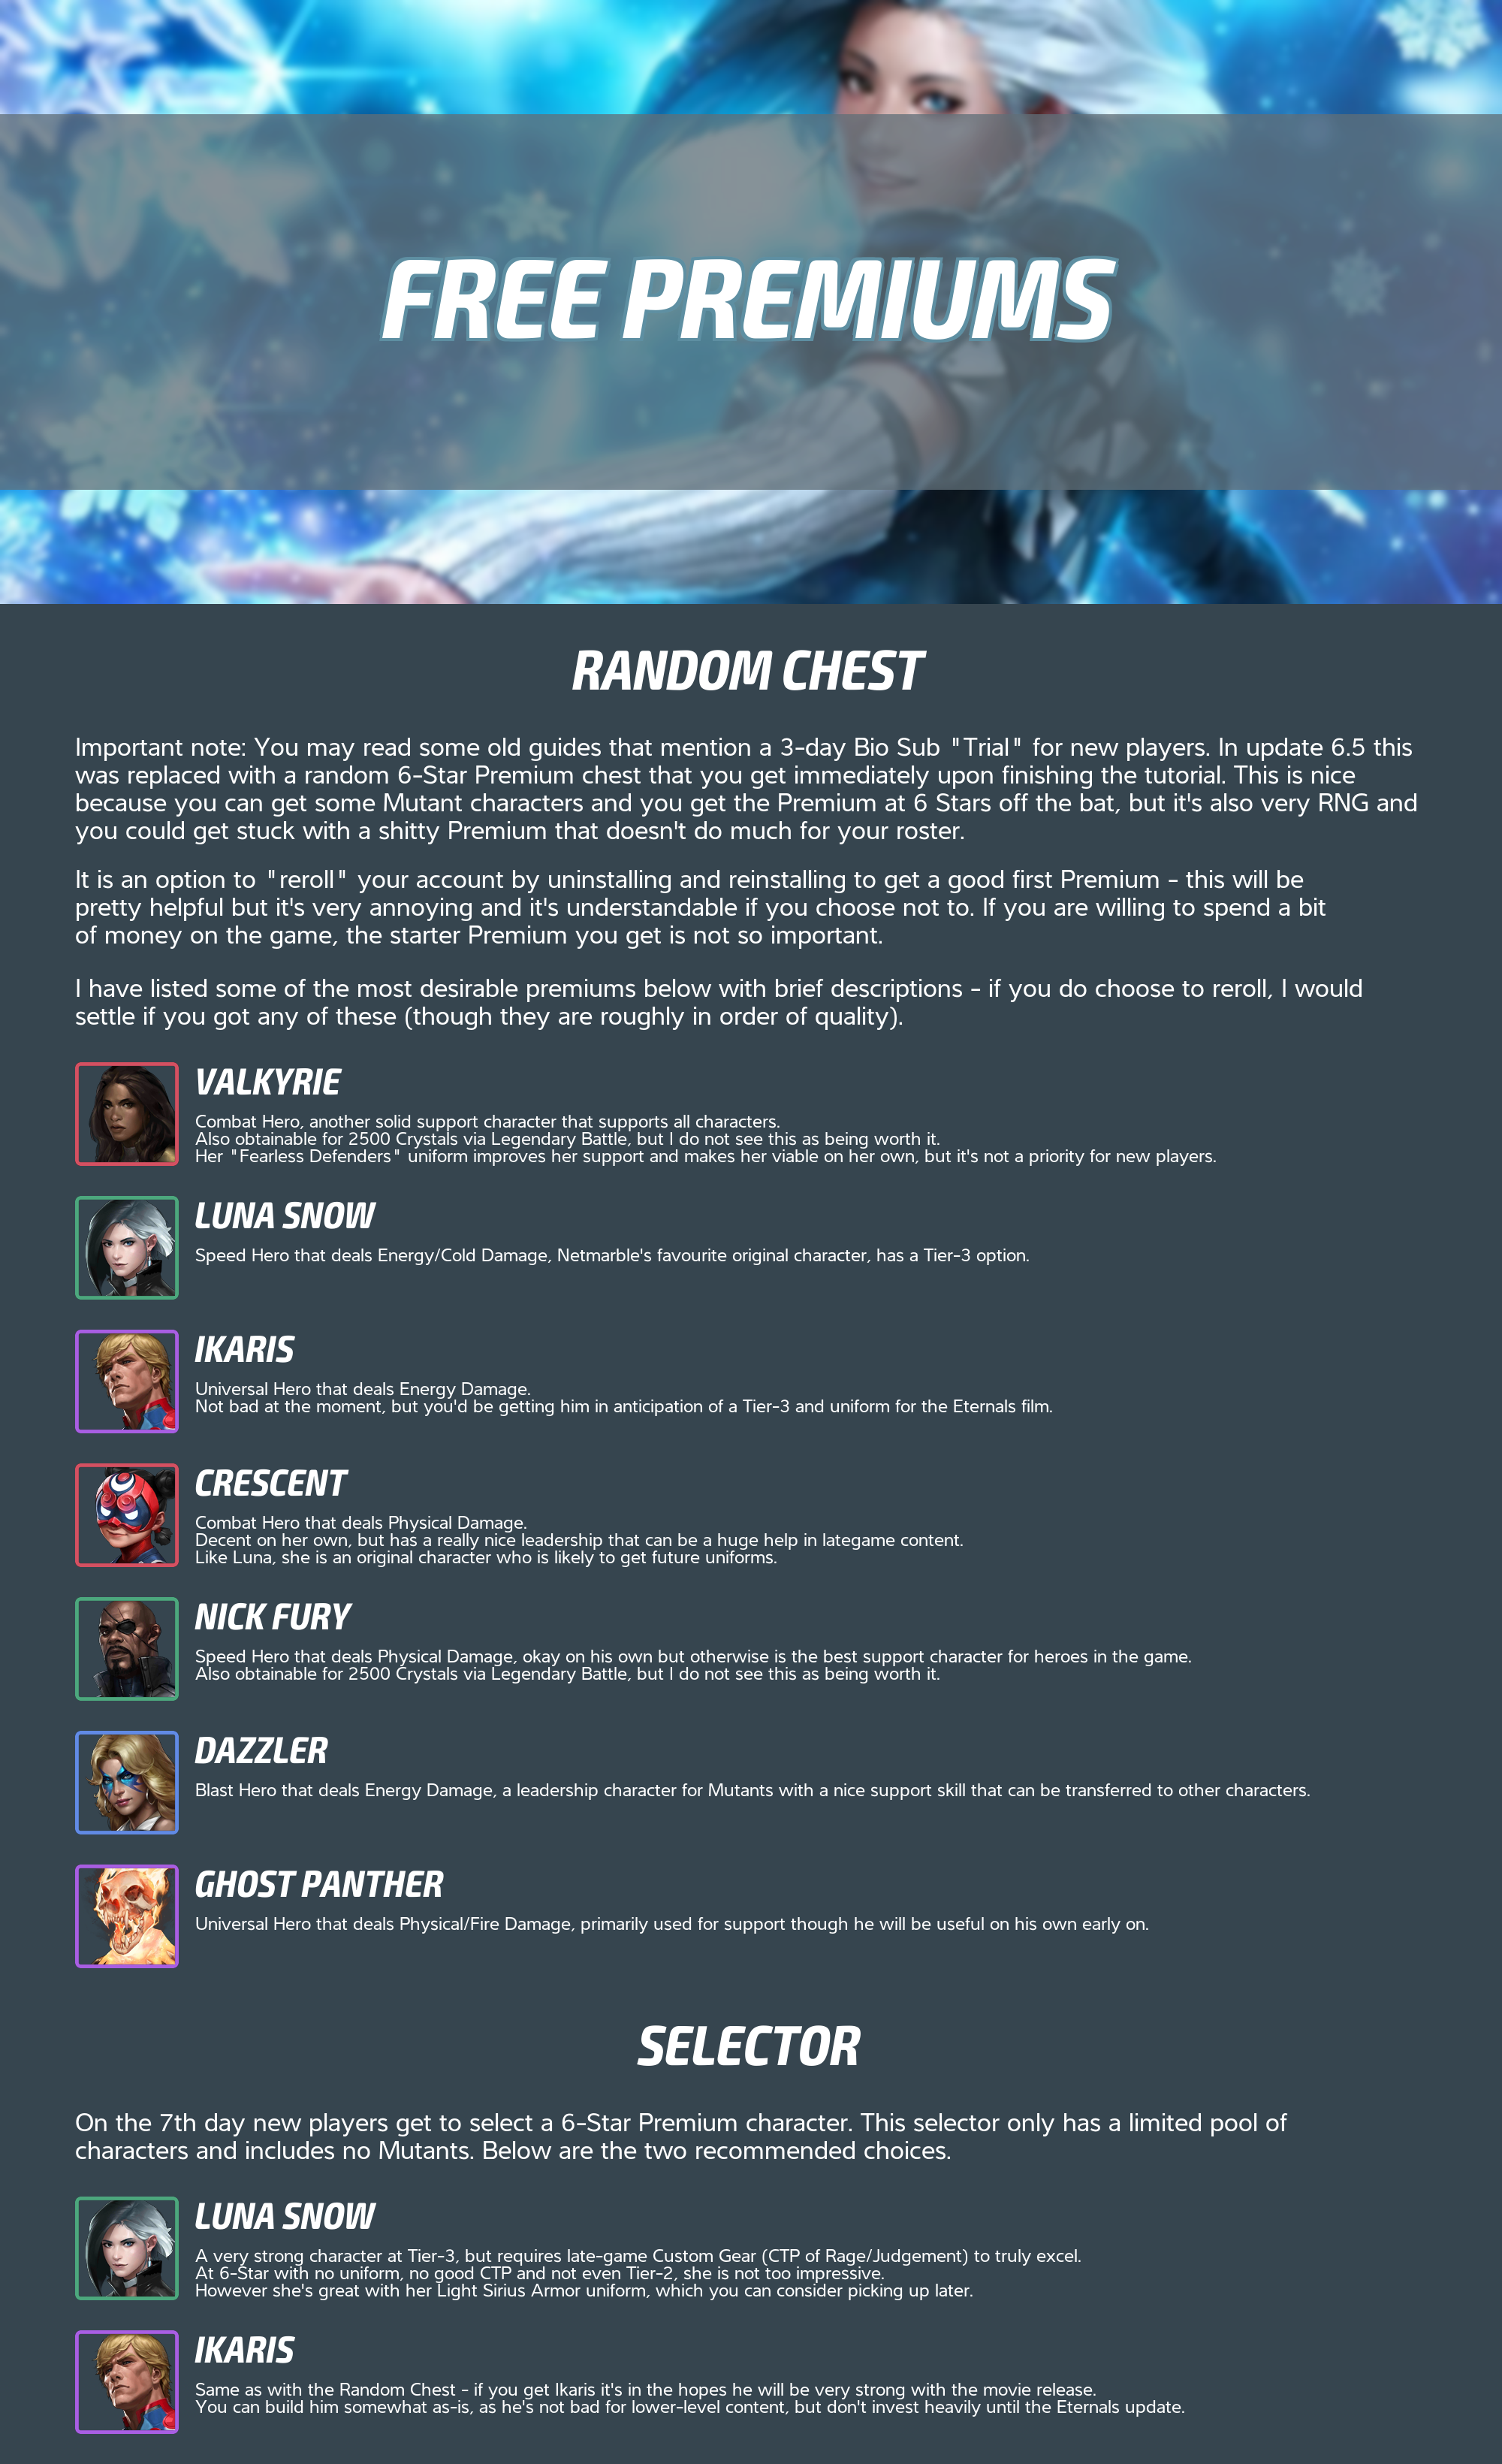 FREE PREMIUMS
RANDOM CHEST
Important note: You may read some old guides that mention a 3-day Bio Sub "Trial" for new players. In update 6.5 this
was replaced with a random 6-Star Premium chest that you get immediately upon finishing the tutorial. This is nice
because you can get some Mutant characters and you get the Premium at 6 Stars off the bat, but it's also very RNG and
you could get stuck with a shitty Premium that doesn't do much for your roster.
It is an option to "reroll" your account by uninstalling and reinstalling to get a good first Premium - this will be
pretty helpful but it's very annoying and it's understandable if you choose not to. If you are willing to spend a bit
of money on the game, the starter Premium you get is not so important.
I have listed some of the most desirable premiums below with brief descriptions - if you do choose to reroll, I would
settle if you got any of these (though they are roughly in order of quality).
VALKYRIE
Combat Hero, another solid support character that supports all characters.
Also obtainable for 2500 Crystals via Legendary Battle, but I do not see this as being worth it.
Her "Fearless Defenders" uniform improves her support and makes her viable on her own, but it's not a priority for new players.
LUNA SNOW
Speed Hero that deals Energy/Cold Damage, Netmarble's favourite original character, has a Tier-3 option.
IKARIS
Universal Hero that deals Energy Damage.
Not bad at the moment, but you'd be getting him in anticipation of a Tier-3 and uniform for the Eternals film.
CRESCENT
Combat Hero that deals Physical Damage.
Decent on her own, but has a really nice leadership that can be a huge help in lategame content.
Like Luna, she is an original character who is likely to get future uniforms.
NICK FURY
Speed Hero that deals Physical Damage, okay on his own but otherwise is the best support character for heroes in the game.
Also obtainable for 2500 Crystals via Legendary Battle, but I do not see this as being worth it.
DAZZLER
Blast Hero that deals Energy Damage, a leadership character for Mutants with a nice support skill that can be transferred to other characters.
GHOST PANTHER
Universal Hero that deals Physical/Fire Damage, primarily used for support though he will be useful on his own early on.
SELECTOR
On the 7th day new players get to select a 6-Star Premium character. This selector only has a limited pool of
characters and includes no Mutants. Below are the two recommended choices.
LUNA SNOW
A very strong character at Tier-3, but requires late-game Custom Gear (CTP of Rage/Judgement) to truly excel.
At 6-Star with no uniform, no good CTP and not even Tier-2, she is not too impressive.
However she's great with her Light Sirius Armor uniform, which you can consider picking up later.
IKARIS
Same as with the Random Chest - if you get Ikaris it's in the hopes he will be very strong with the movie release.
You can build him somewhat as-is, as he's not bad for lower-level content, but don't invest heavily until the Eternals update.